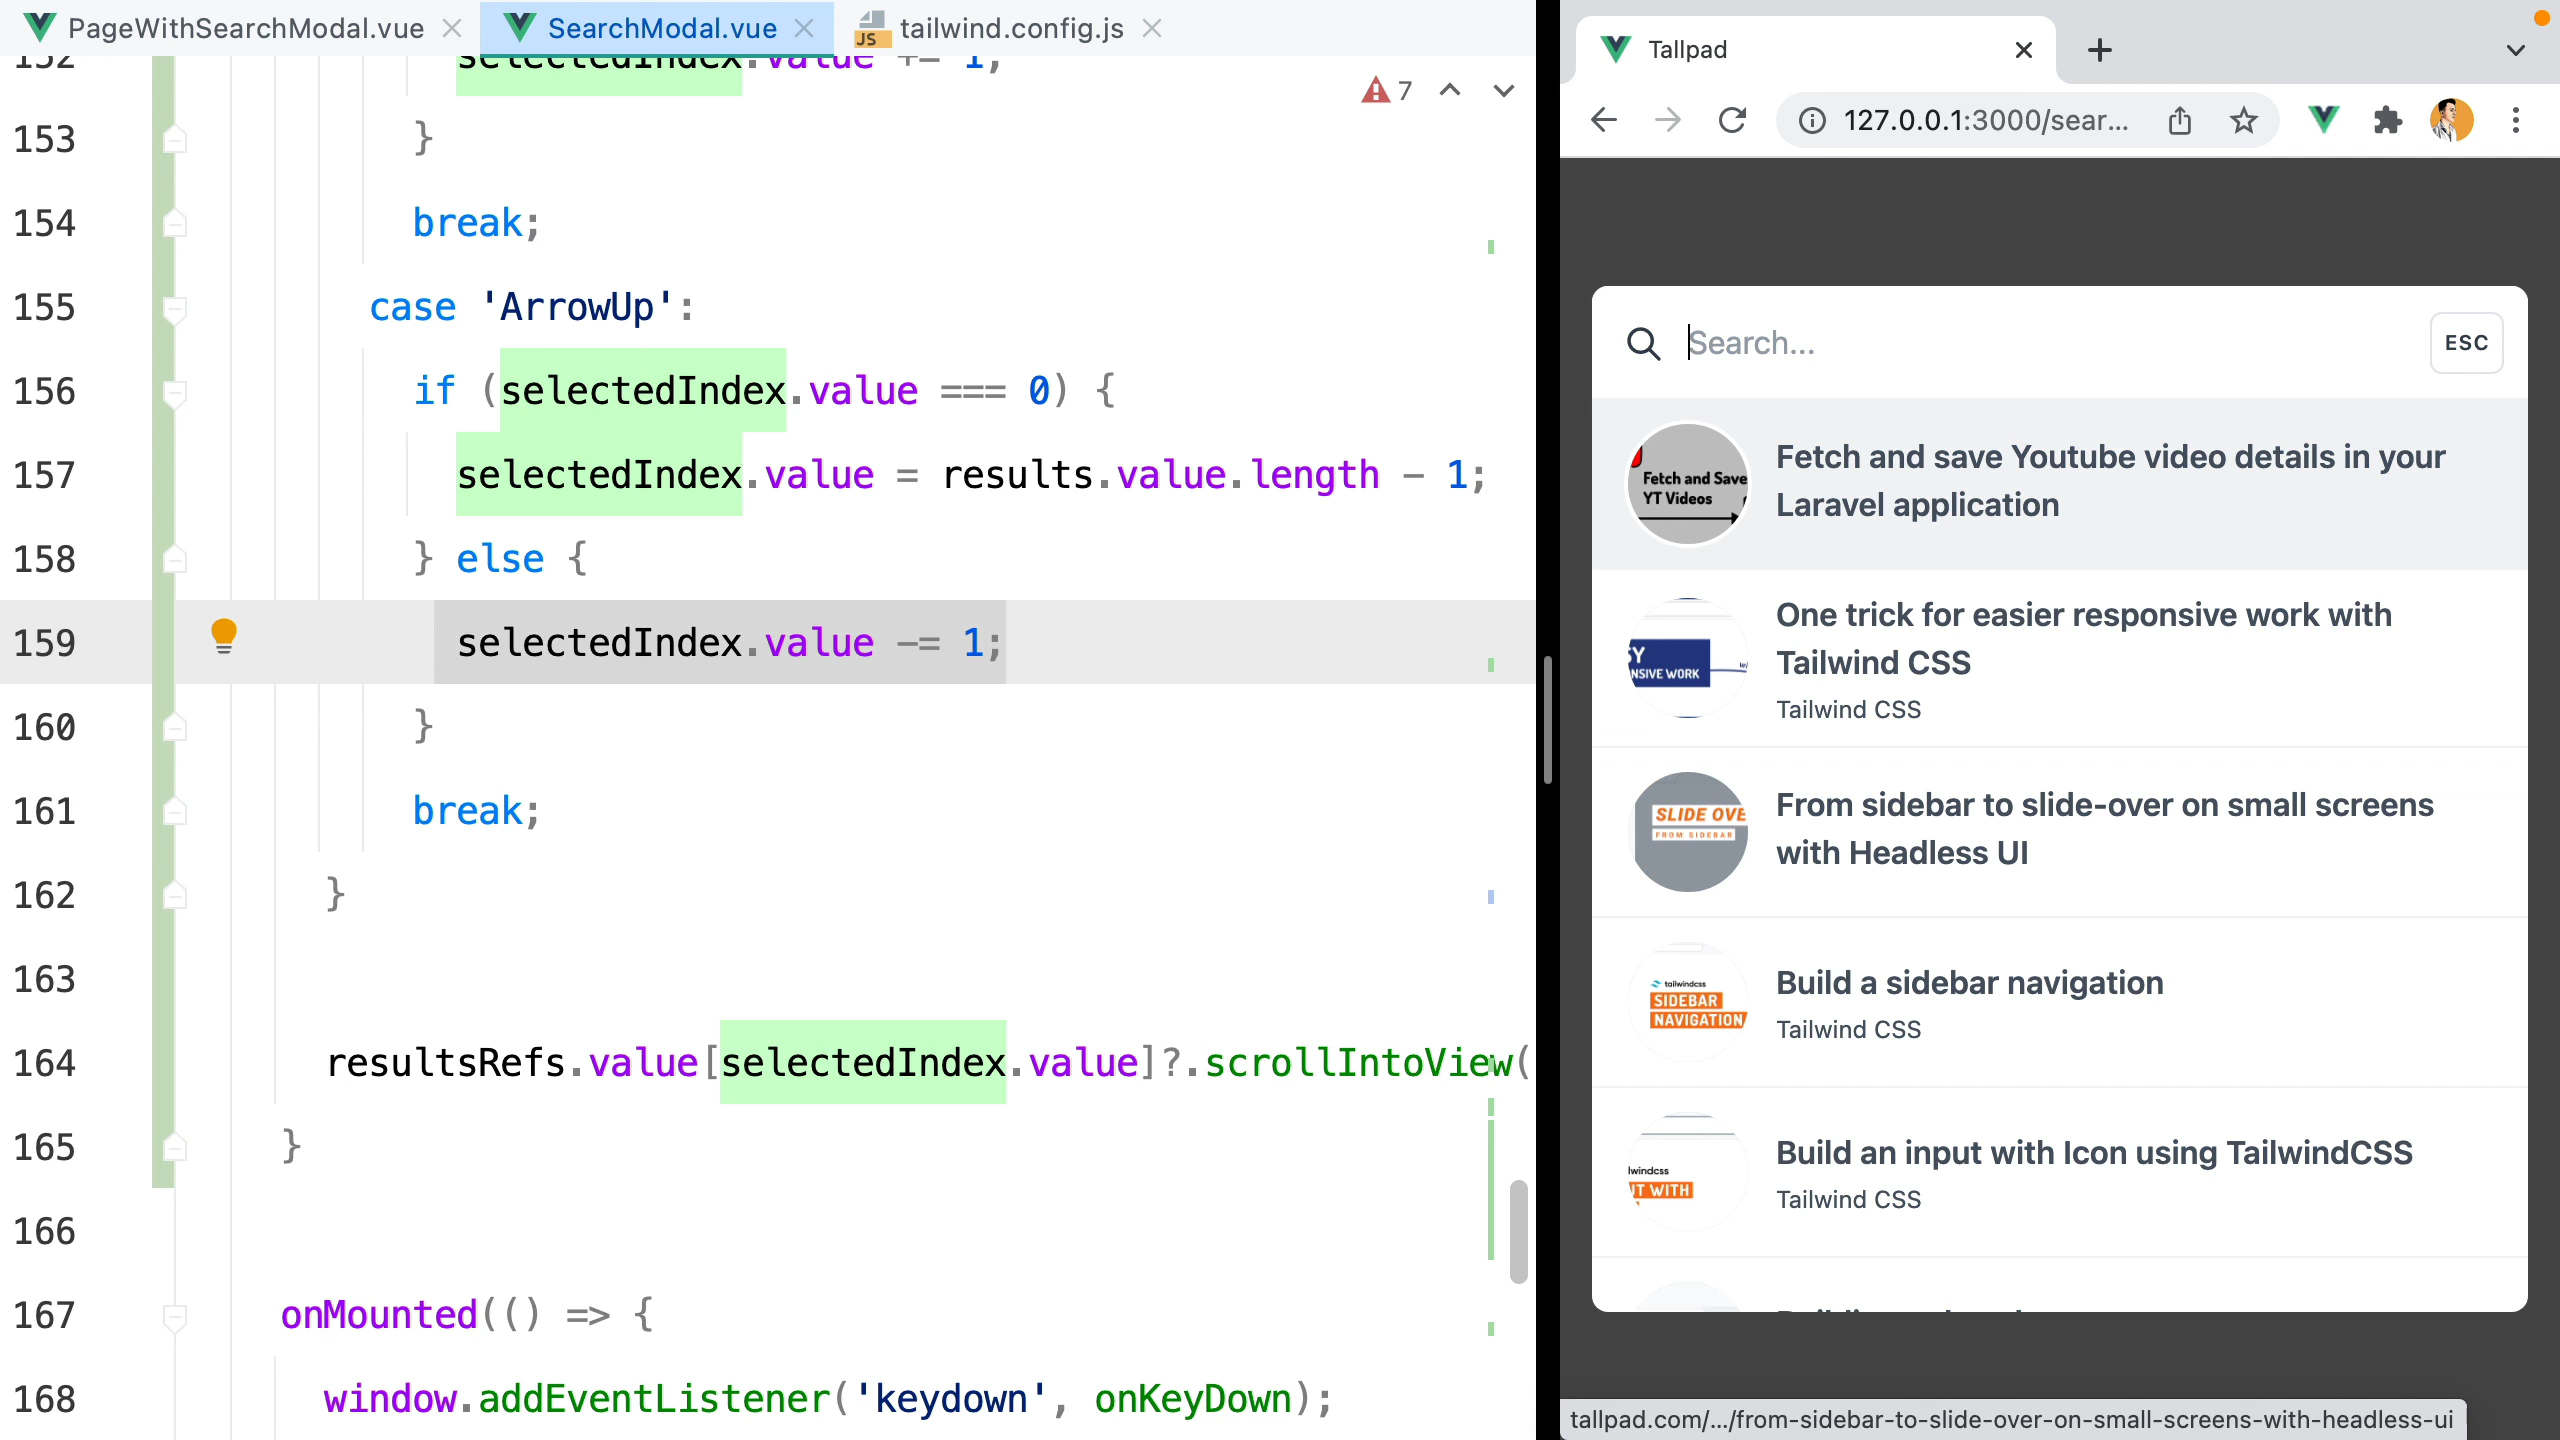 PageWithSearchModal.vue
SearchModal.vue
tailwind.config.js
152 selectedIndex.value += 1;
7
153 }
154 break;
155 case 'ArrowUp':
156 if (selectedIndex.value === 0) {
157 selectedIndex.value = results.value.length - 1;
158 } else {
159 selectedIndex.value -= 1;
160 }
161 break;
162 }
163
164 resultsRefs.value[selectedIndex.value]?.scrollIntoView(
165 }
166
167 onMounted(() => {
168 window.addEventListener('keydown', onKeyDown);
Tallpad
127.0.0.1:3000/sear...
Search...
ESC
Fetch and Save
YT Videos
Fetch and save Youtube video details in your
Laravel application
NSIVE WORK
One trick for easier responsive work with
Tailwind CSS
Tailwind CSS
SLIDE OVE
FROM SIDEBAR
From sidebar to slide-over on small screens
with Headless UI
tailwindcss
SIDEBAR
NAVIGATION
Build a sidebar navigation
Tailwind CSS
lwindcss
UT WITH
Build an input with Icon using TailwindCSS
Tailwind CSS
tallpad.com/.../from-sidebar-to-slide-over-on-small-screens-with-headless-ui